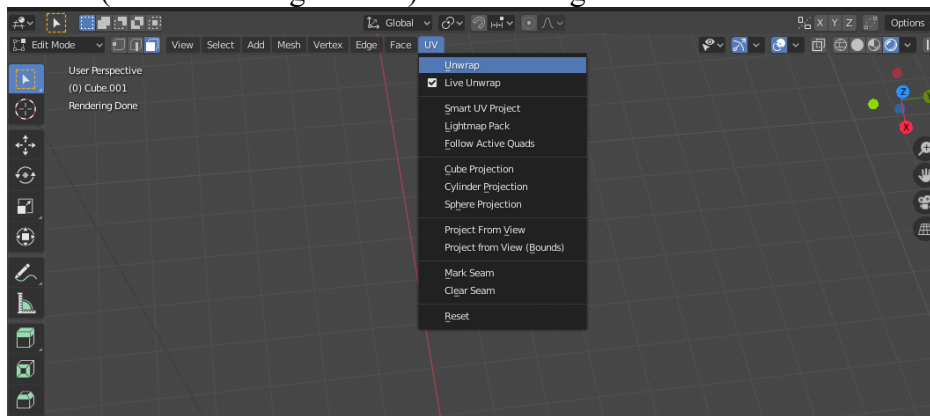 Global
X Y Z
Options
Edit Mode View Select Add Mesh Vertex Edge Face UV
User Perspective
(0) Cube.001
Rendering Done
Unwrap
Live Unwrap
Smart UV Project
Lightmap Pack
Follow Active Quads
Cube Projection
Cylinder Projection
Sphere Projection
Project From View
Project from View (Bounds)
Mark Seam
Clear Seam
Reset
Z
Y
X